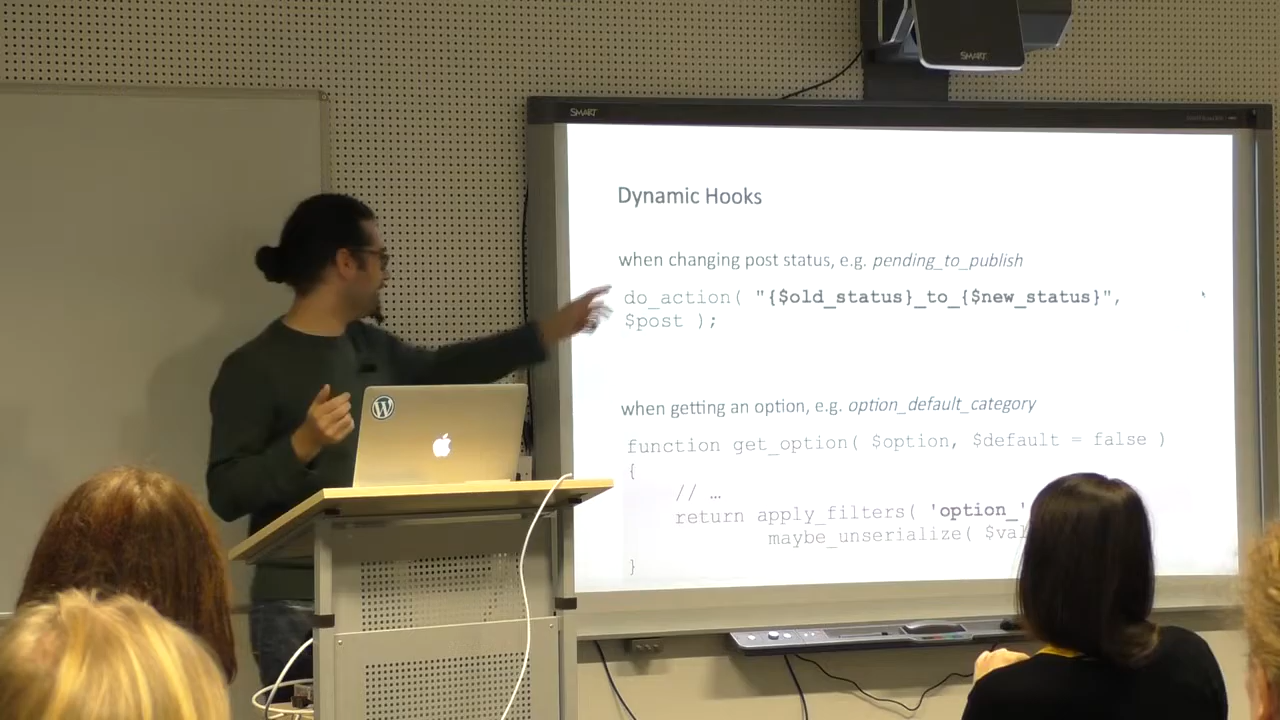 SMART
SMART
Dynamic Hooks
when changing post status, e.g. pending_to_publish
do_action( "{$old_status}_to_{$new_status}",
$post );
when getting an option, e.g. option_default_category
function get_option( $option, $default = false )
{
// …
return apply_filters( 'option_'
maybe_unserialize( $val
}